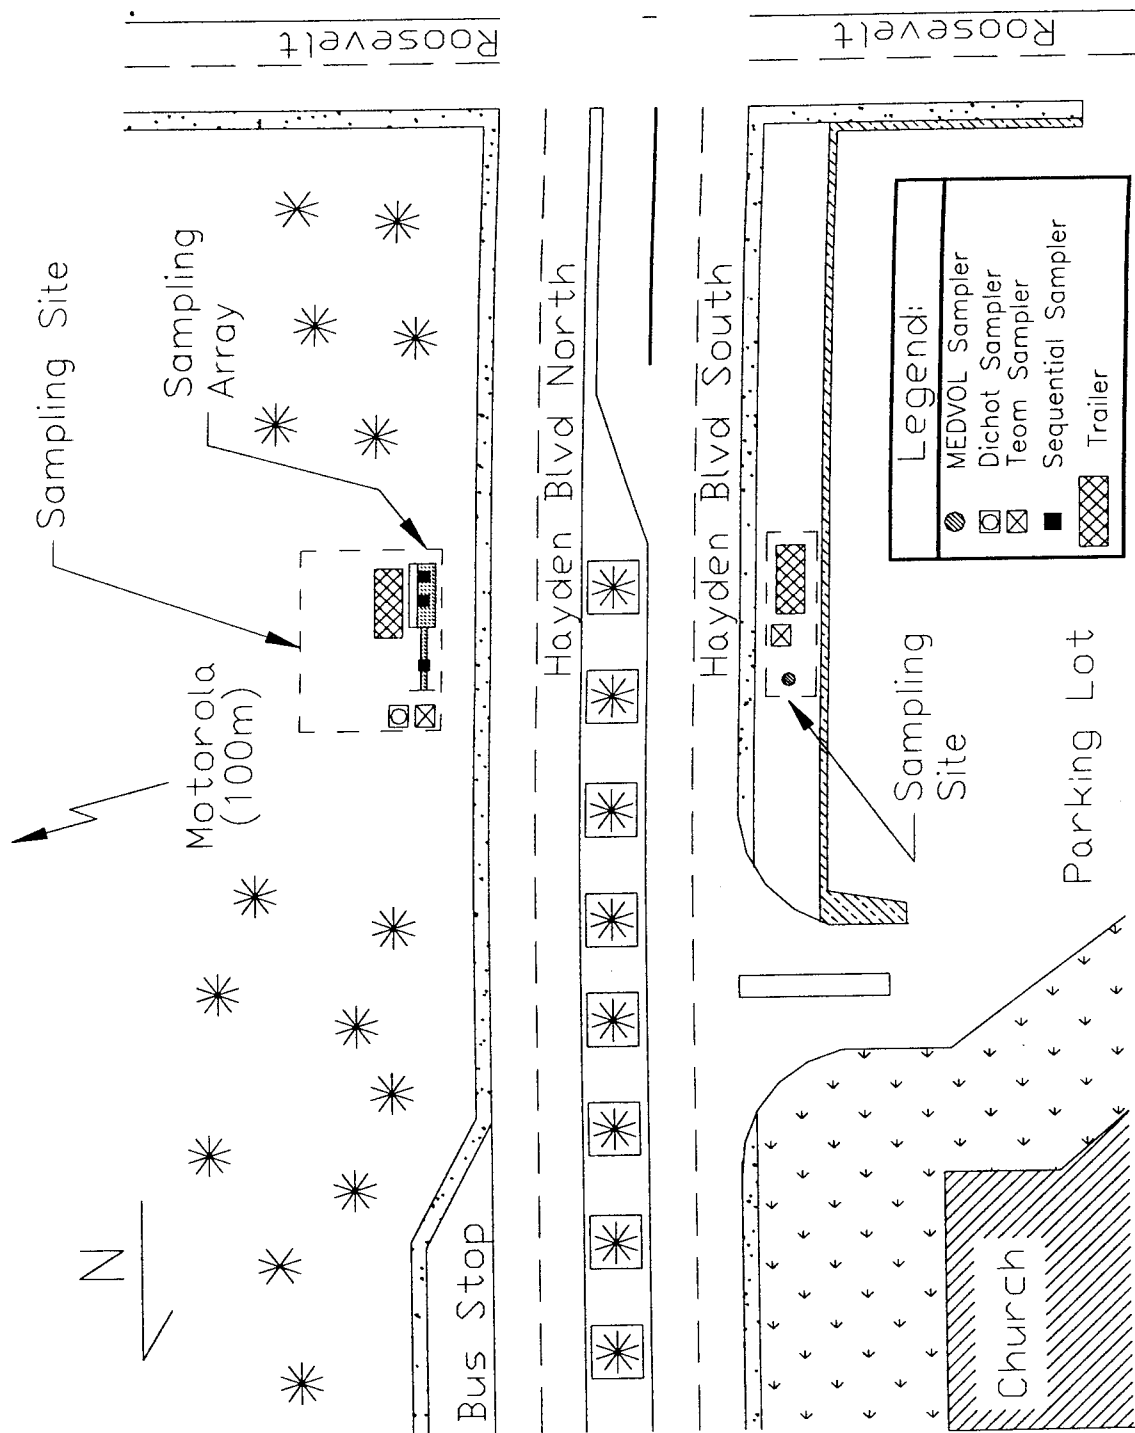 Roosevelt
Roosevelt
Sampling Site
Sampling
Array
Motorola
(100m)
Hayden Blvd North
Hayden Blvd South
Legend:
MEDVOL Sampler
Dichot Sampler
Teom Sampler
Sequential Sampler
Trailer
Sampling
Site
Parking Lot
N
Bus Stop
Church